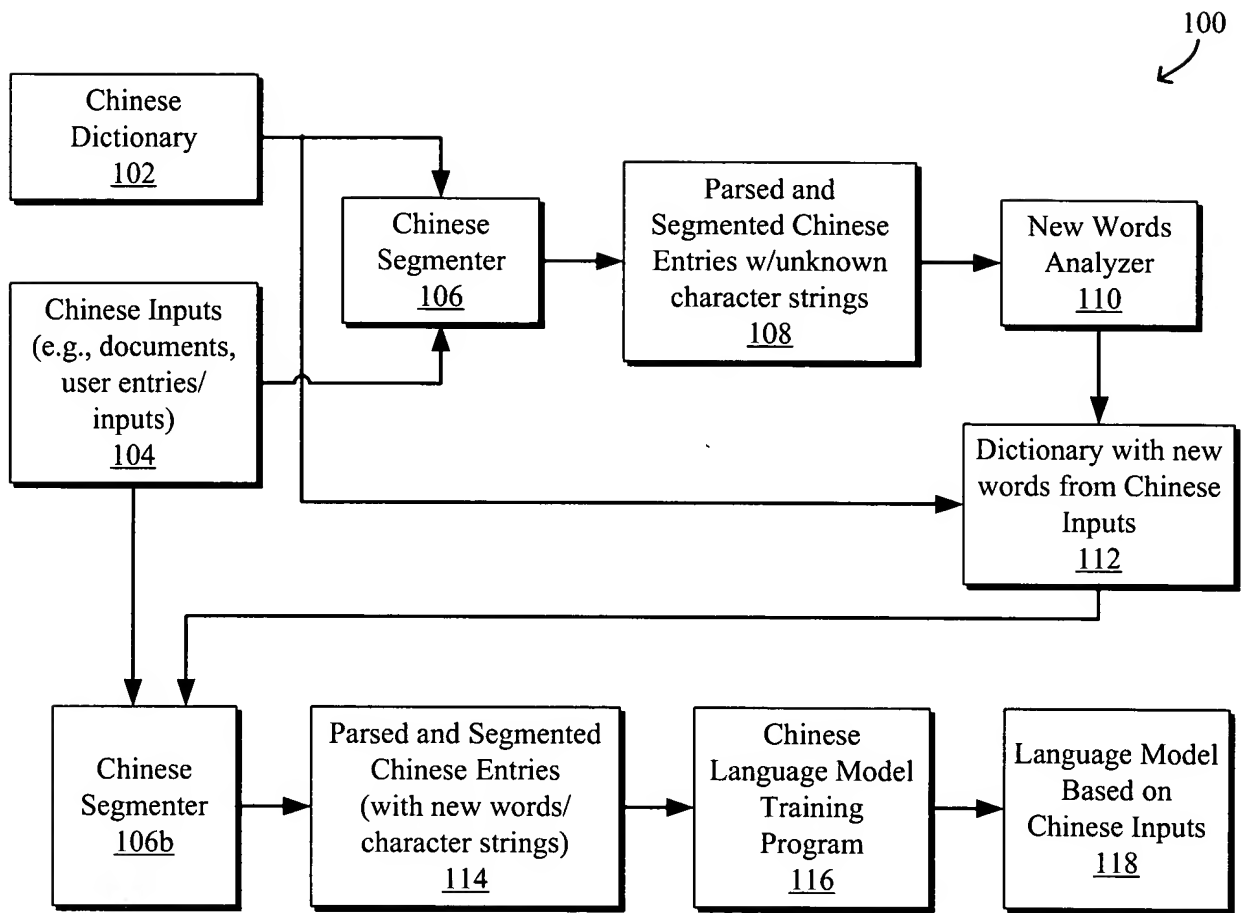 100
Chinese
Dictionary
102
Chinese Inputs
(e.g., documents,
user entries/
inputs)
104
Chinese
Segmenter
106
Parsed and
Segmented Chinese
Entries w/unknown
character strings
108
New Words
Analyzer
110
Dictionary with new
words from Chinese
Inputs
112
Chinese
Segmenter
106b
Parsed and Segmented
Chinese Entries
(with new words/
character strings)
114
Chinese
Language Model
Training
Program
116
Language Model
Based on
Chinese Inputs
118